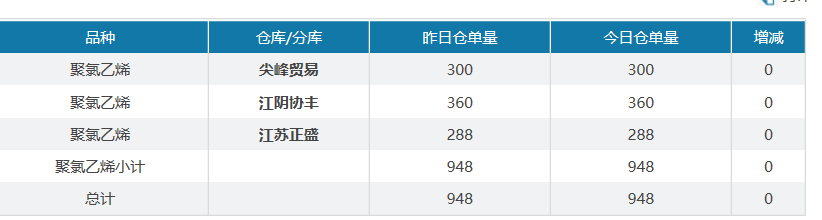 品种 仓库/分库 昨日仓单量 今日仓单量 增减
聚氯乙烯 尖峰贸易 300 300 0
聚氯乙烯 江阴协丰 360 360 0
聚氯乙烯 江苏正盛 288 288 0
聚氯乙烯小计 948 948 0
总计 948 948 0